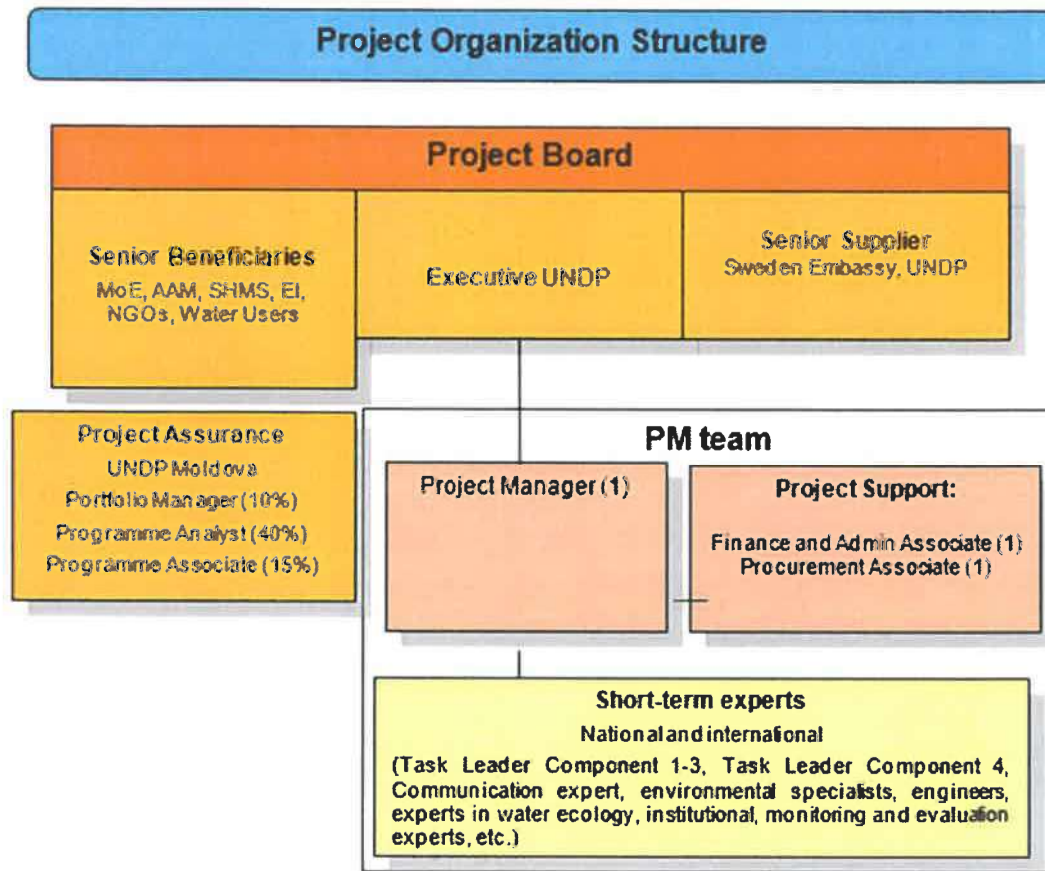 Project Organization Structure
Project Board
Senior Beneficiaries
MoE, AAM, SHMS, EI,
NGOs, Water Users
Executive UNDP
Senior Supplier
Sweden Embassy, UNDP
Project Assurance
UNDP Moldova
Portfolio Manager (10%)
Programme Analyst (40%)
Programme Associate (15%)
PM team
Project Manager (1)
Project Support:
Finance and Admin Associate (1)
Procurement Associate (1)
Short-term experts
National and international
(Task Leader Component 1-3, Task Leader Component 4,
Communication expert, environmental specialists, engineers,
experts in water ecology, institutional, monitoring and evaluation
experts, etc.)